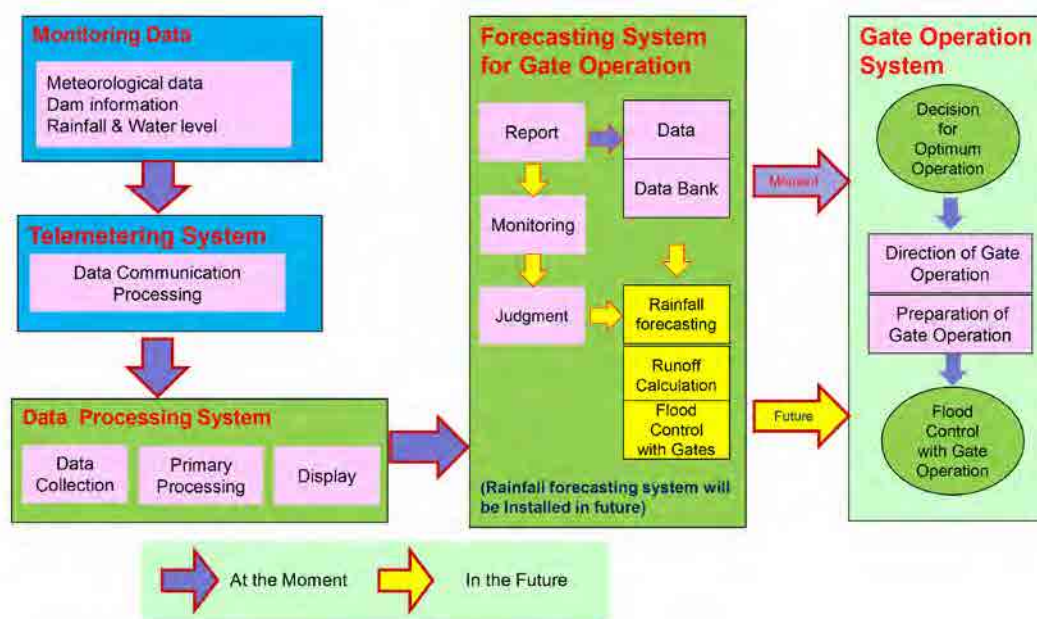 Monitoring Data
Meteorological data
Dam information
Rainfall & Water level
Telemetering System
Data Communication
Processing
Data Processing System
Data
Collection
Primary
Processing
Display
Forecasting System
for Gate Operation
Report
Data
Data Bank
Monitoring
Judgment
Rainfall
forecasting
Runoff
Calculation
Flood
Control
with Gates
(Rainfall forecasting system will
be Installed in future)
Moment
Future
Gate Operation
System
Decision
for
Optimum
Operation
Direction of Gate
Operation
Preparation of
Gate Operation
Flood
Control
with Gate
Operation
At the Moment
In the Future